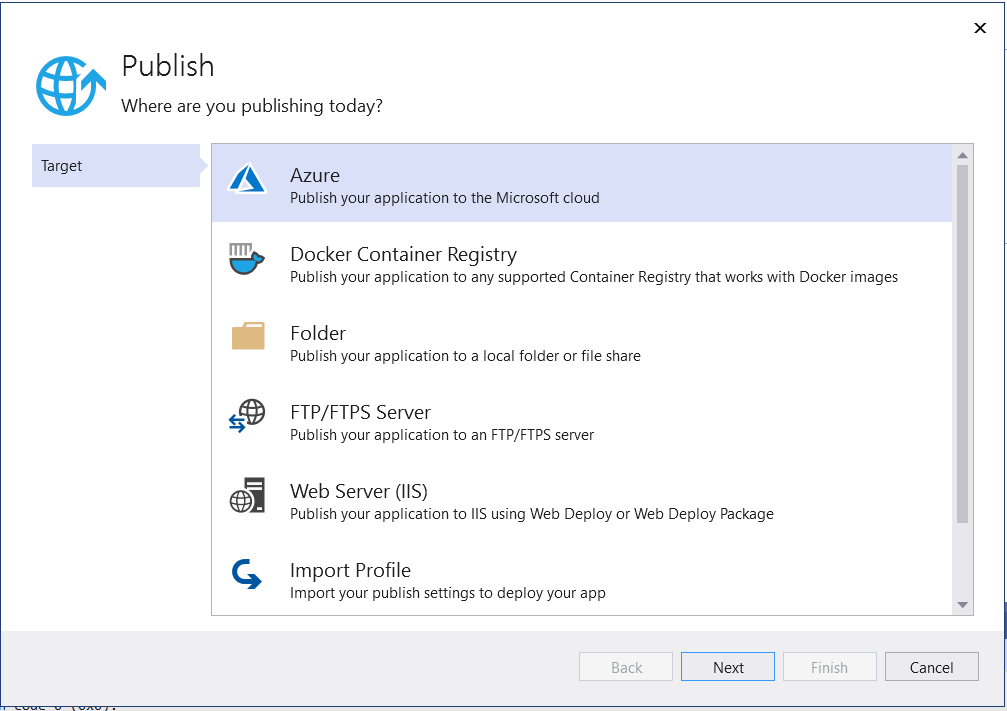 Publish
Where are you publishing today?
Target
Azure
Publish your application to the Microsoft cloud
Docker Container Registry
Publish your application to any supported Container Registry that works with Docker images
Folder
Publish your application to a local folder or file share
FTP/FTPS Server
Publish your application to an FTP/FTPS server
Web Server (IIS)
Publish your application to IIS using Web Deploy or Web Deploy Package
Import Profile
Import your publish settings to deploy your app
Back
Next
Finish
Cancel